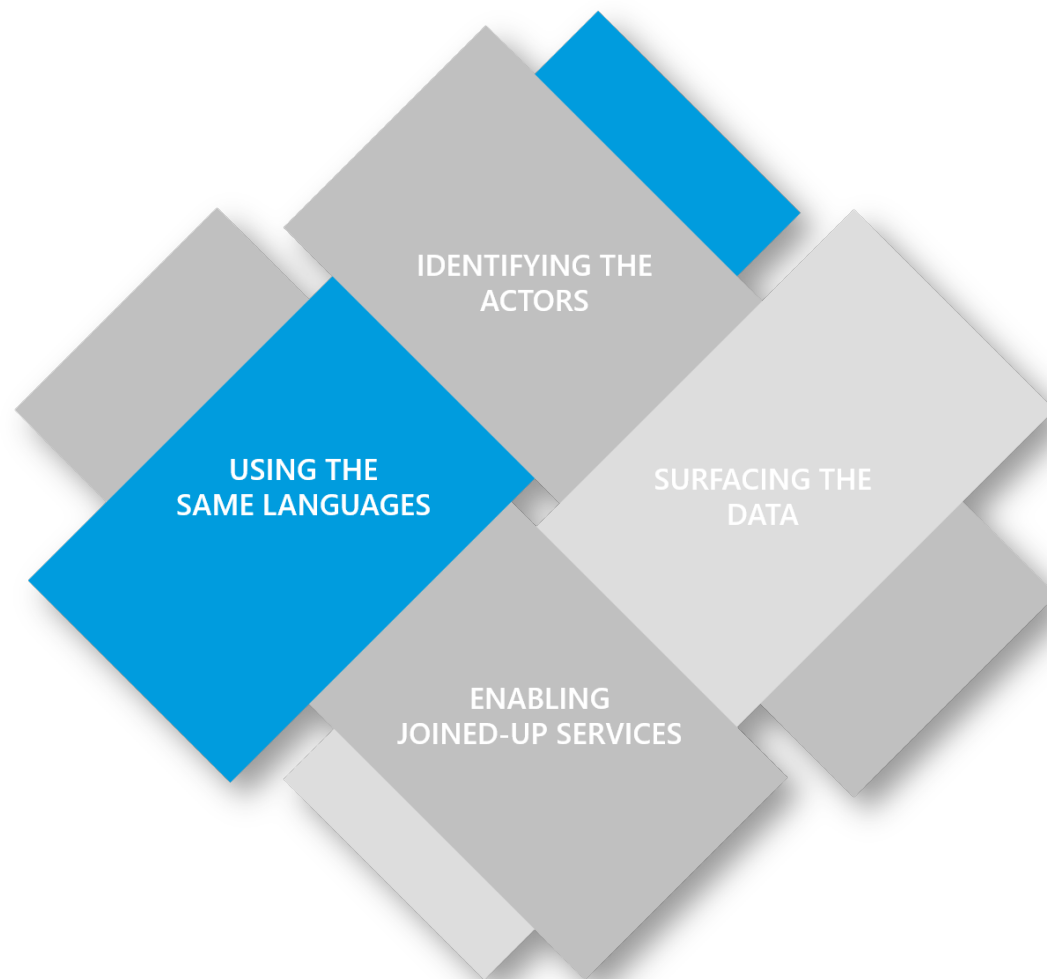 IDENTIFYING THE
ACTORS
USING THE
SAME LANGUAGES
SURFACING THE
DATA
ENABLING
JOINED-UP SERVICES